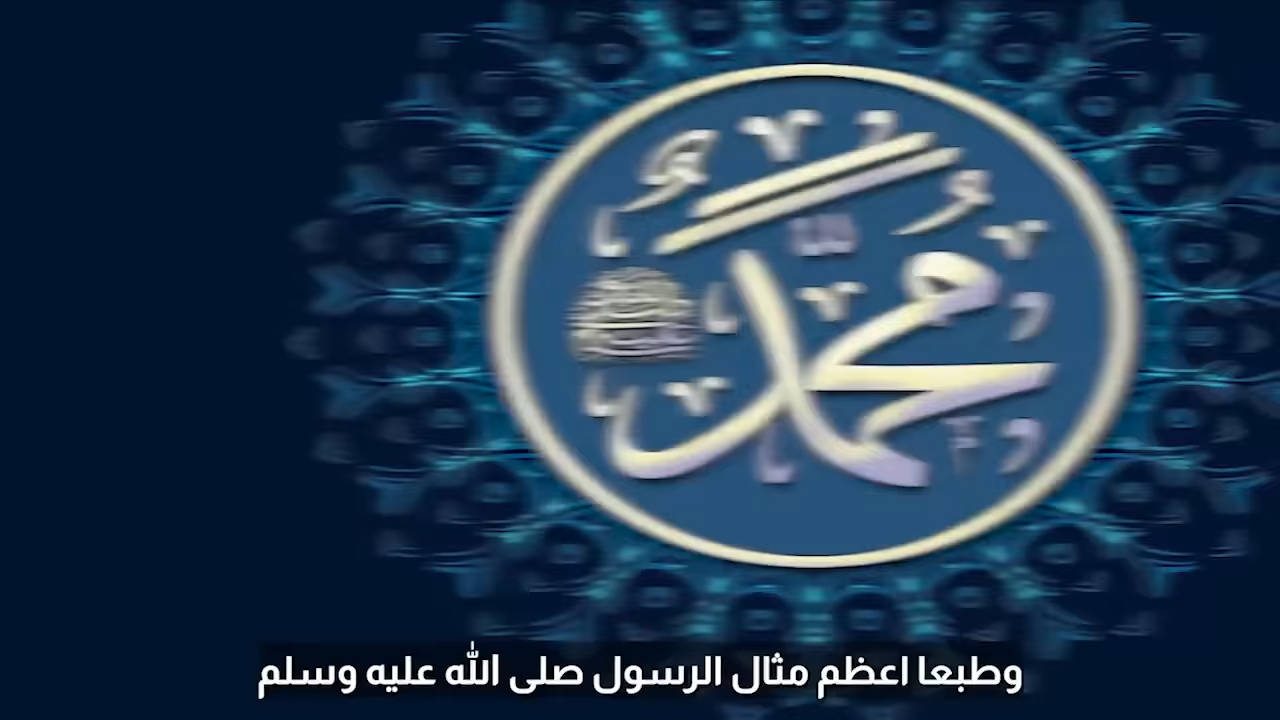 محمد
وطبعا اعظم مثال الرسول صلى الله عليه وسلم